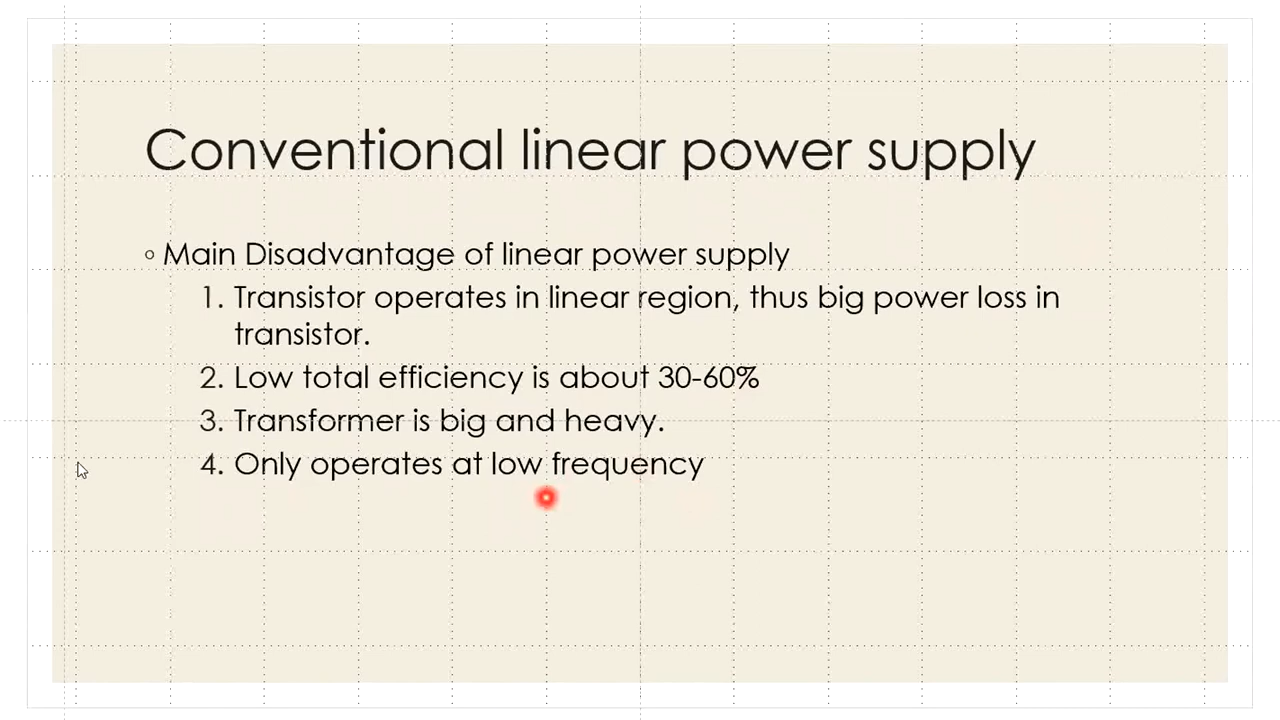 Conventional linear power supply
◦ Main Disadvantage of linear power supply
1. Transistor operates in linear region, thus big power loss in
transistor.
2. Low total efficiency is about 30-60%
3. Transformer is big and heavy.
4. Only operates at low frequency